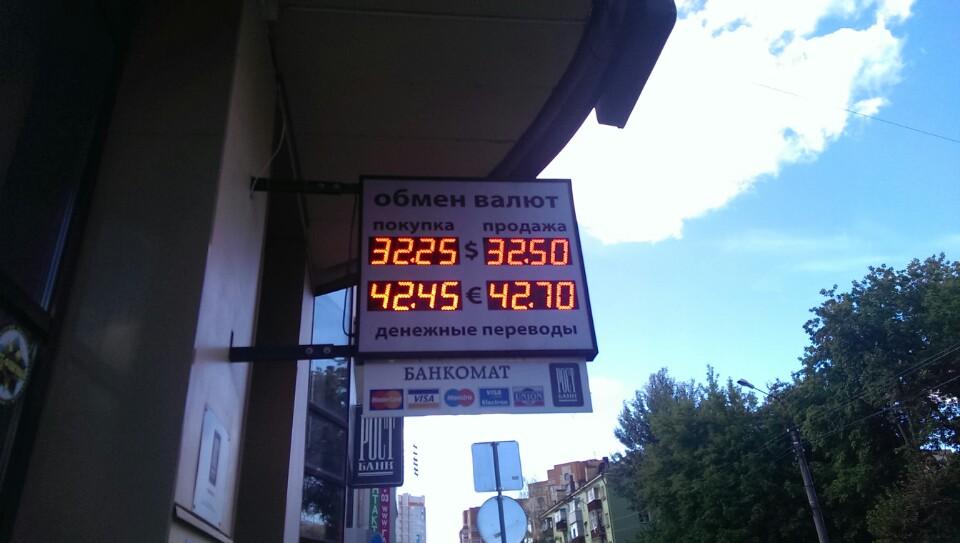 обмен валют
покупка продажа
32.25 $ 32.50
42.45 € 42.70
денежные переводы
БАНКОМАТ
РОСТ
БАНК
MasterCard VISA Maestro VISA Electron UNION
РОСТ
БАНК